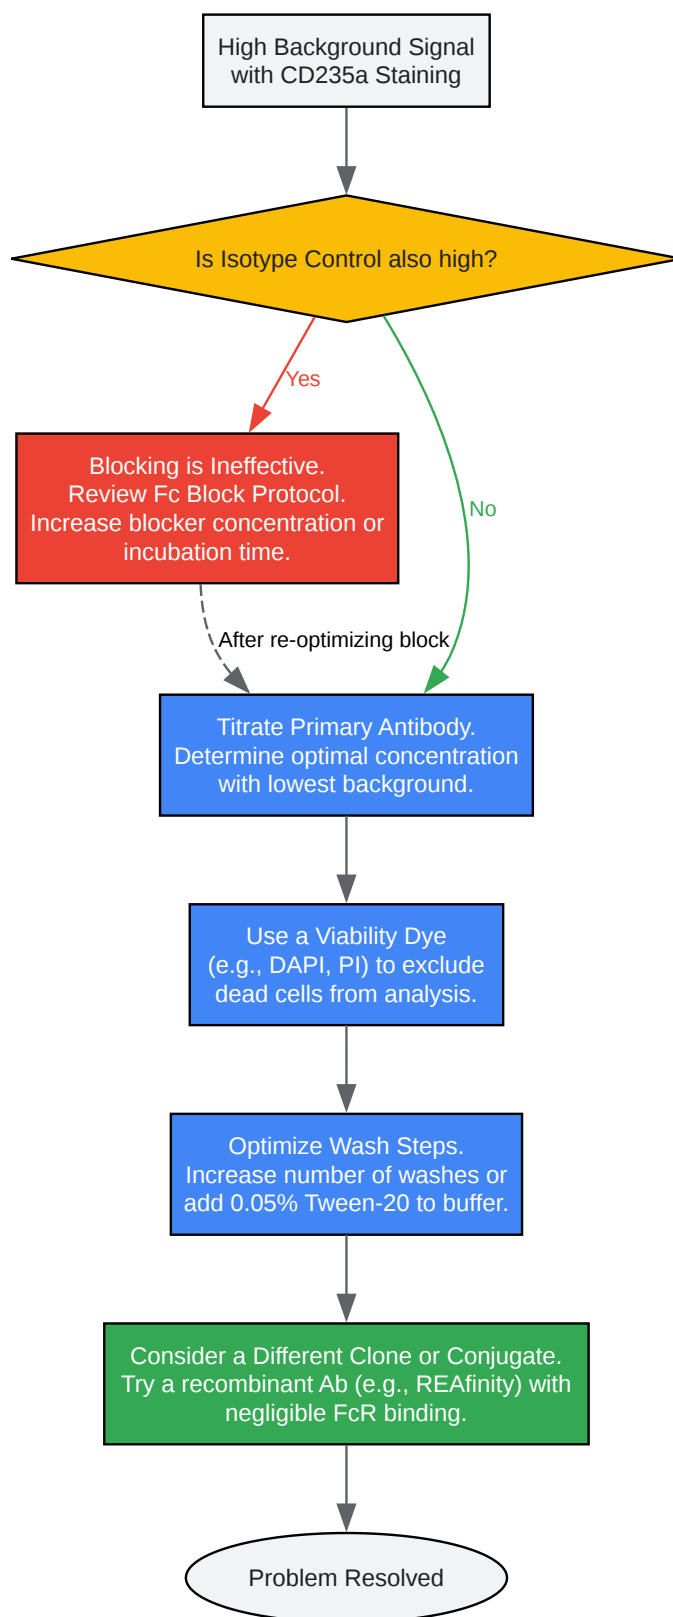 High Background Signal
with CD235a Staining
Is Isotype Control also high?
Yes
Blocking is Ineffective.
Review Fc Block Protocol.
Increase blocker concentration or
incubation time.
No
After re-optimizing block
Titrate Primary Antibody.
Determine optimal concentration
with lowest background.
Use a Viability Dye
(e.g., DAPI, PI) to exclude
dead cells from analysis.
Optimize Wash Steps.
Increase number of washes or
add 0.05% Tween-20 to buffer.
Consider a Different Clone or Conjugate.
Try a recombinant Ab (e.g., REAfinity) with
negligible FcR binding.
Problem Resolved